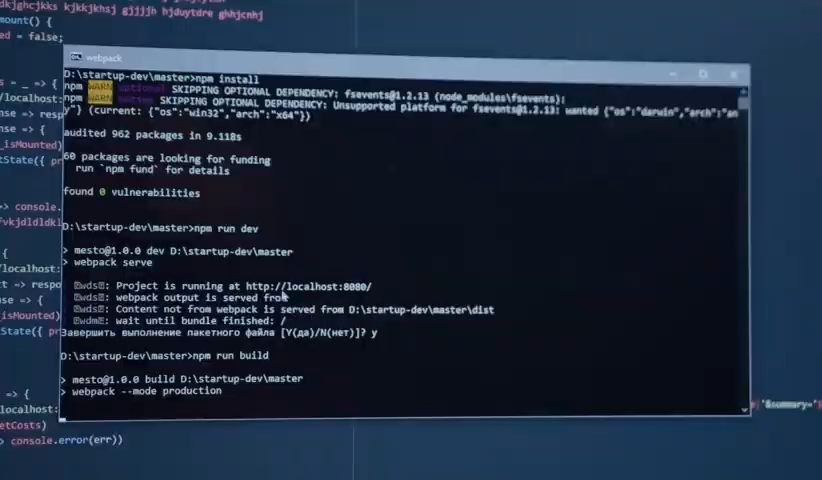 dkjghcjkks kjkkjkhsj gjjjjh hjduytdre ghhjcnhj
mount() {
ed = false;
s = _ => {
/localhost:
nse => resp
_isMounted)
tState({ pr
=> console.
fvkjdldldkl
{
/localhost:
ct => respo
nse => {
isMounted)
State({ pr
=> {
localhost:
etCosts)
> console.error(err))
webpack
D:\startup-dev\master>npm install
npm WARN optional SKIPPING OPTIONAL DEPENDENCY: fsevents@1.2.13 (node_modules\fsevents):
npm WARN SKIPPING OPTIONAL DEPENDENCY: Unsupported platform for fsevents@1.2.13: wanted {"os":"darwin","arch":"an
y"} (current: {"os":"win32","arch":"x64"})
audited 962 packages in 9.118s
60 packages are looking for funding
run `npm fund` for details
found 0 vulnerabilities
D:\startup-dev\master>npm run dev
> mesto@1.0.0 dev D:\startup-dev\master
> webpack serve
wds: Project is running at http://localhost:8080/
wds: webpack output is served from
wds: Content not from webpack is served from D:\startup-dev\master\dist
wdm: wait until bundle finished: /
Завершить выполнение пакетного файла [Y(да)/N(нет)]? y
D:\startup-dev\master>npm run build
> mesto@1.0.0 build D:\startup-dev\master
> webpack --mode production
'&summary='